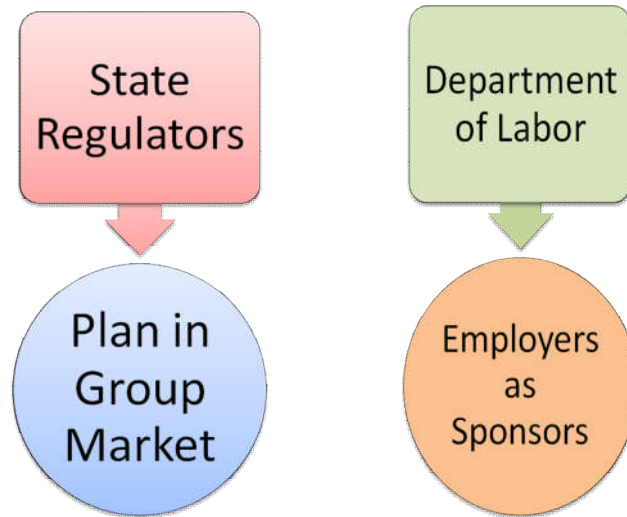 State
Regulators
Department
of Labor
Plan in
Group
Market
Employers
as
Sponsors